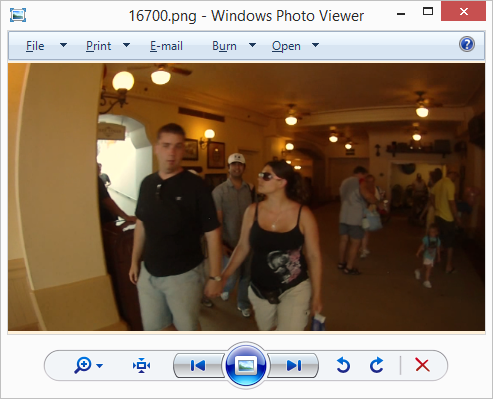 16700.png - Windows Photo Viewer
File Print E-mail Burn Open